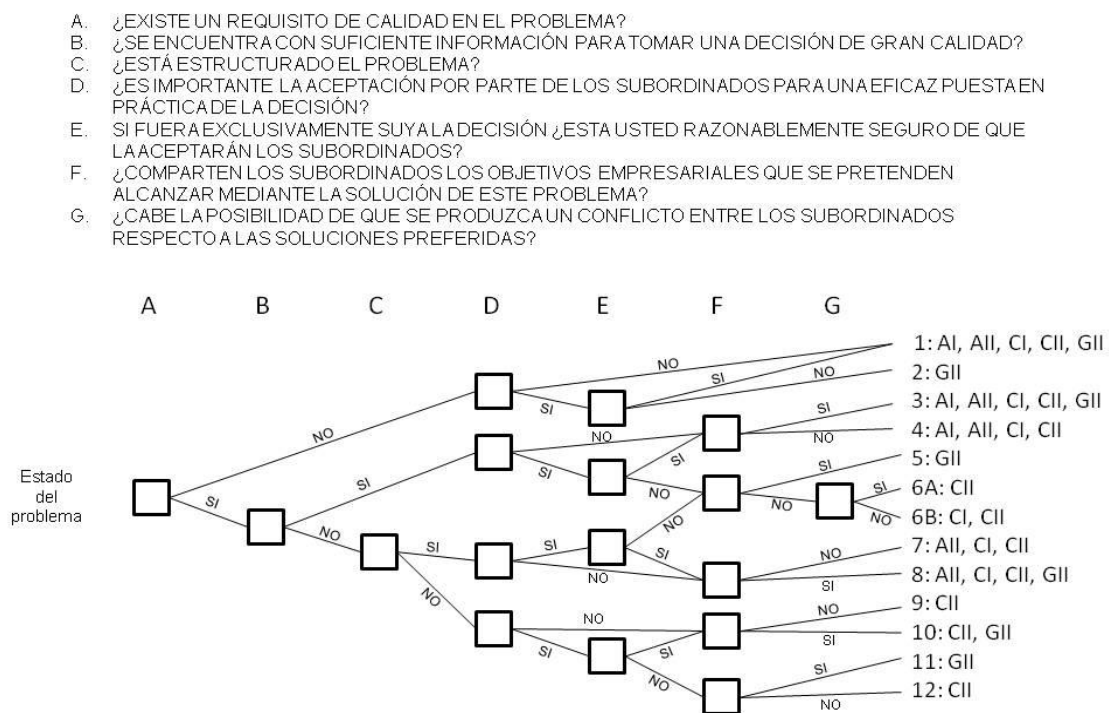 A. ¿EXISTE UN REQUISITO DE CALIDAD EN EL PROBLEMA?
B. ¿SE ENCUENTRA CON SUFICIENTE INFORMACIÓN PARA TOMAR UNA DECISIÓN DE GRAN CALIDAD?
C. ¿ESTÁ ESTRUCTURADO EL PROBLEMA?
D. ¿ES IMPORTANTE LA ACEPTACIÓN POR PARTE DE LOS SUBORDINADOS PARA UNA EFICAZ PUESTA EN
PRÁCTICA DE LA DECISIÓN?
E. SI FUERA EXCLUSIVAMENTE SUYA LA DECISIÓN ¿ESTA USTED RAZONABLEMENTE SEGURO DE QUE
LA ACEPTARÁN LOS SUBORDINADOS?
F. ¿COMPARTEN LOS SUBORDINADOS LOS OBJETIVOS EMPRESARIALES QUE SE PRETENDEN
ALCANZAR MEDIANTE LA SOLUCIÓN DE ESTE PROBLEMA?
G. ¿CABE LA POSIBILIDAD DE QUE SE PRODUZCA UN CONFLICTO ENTRE LOS SUBORDINADOS
RESPECTO A LAS SOLUCIONES PREFERIDAS?
A B C D E F G
1: AI, AII, CI, CII, GII
NO
SI
NO
2: GII
SI
SI
3: AI, AII, CI, CII, GII
NO
NO
NO
4: AI, AII, CI, CII
SI
SI
SI
5: GII
Estado
del
problema
SI
NO
NO
SI
6A: CII
SI
NO
NO
NO
6B: CI, CII
SI
SI
SI
NO
7: AII, CI, CII
NO
SI
8: AII, CI, CII, GII
NO
NO
NO
9: CII
SI
10: CII, GII
SI
SI
SI
11: GII
NO
NO
12: CII